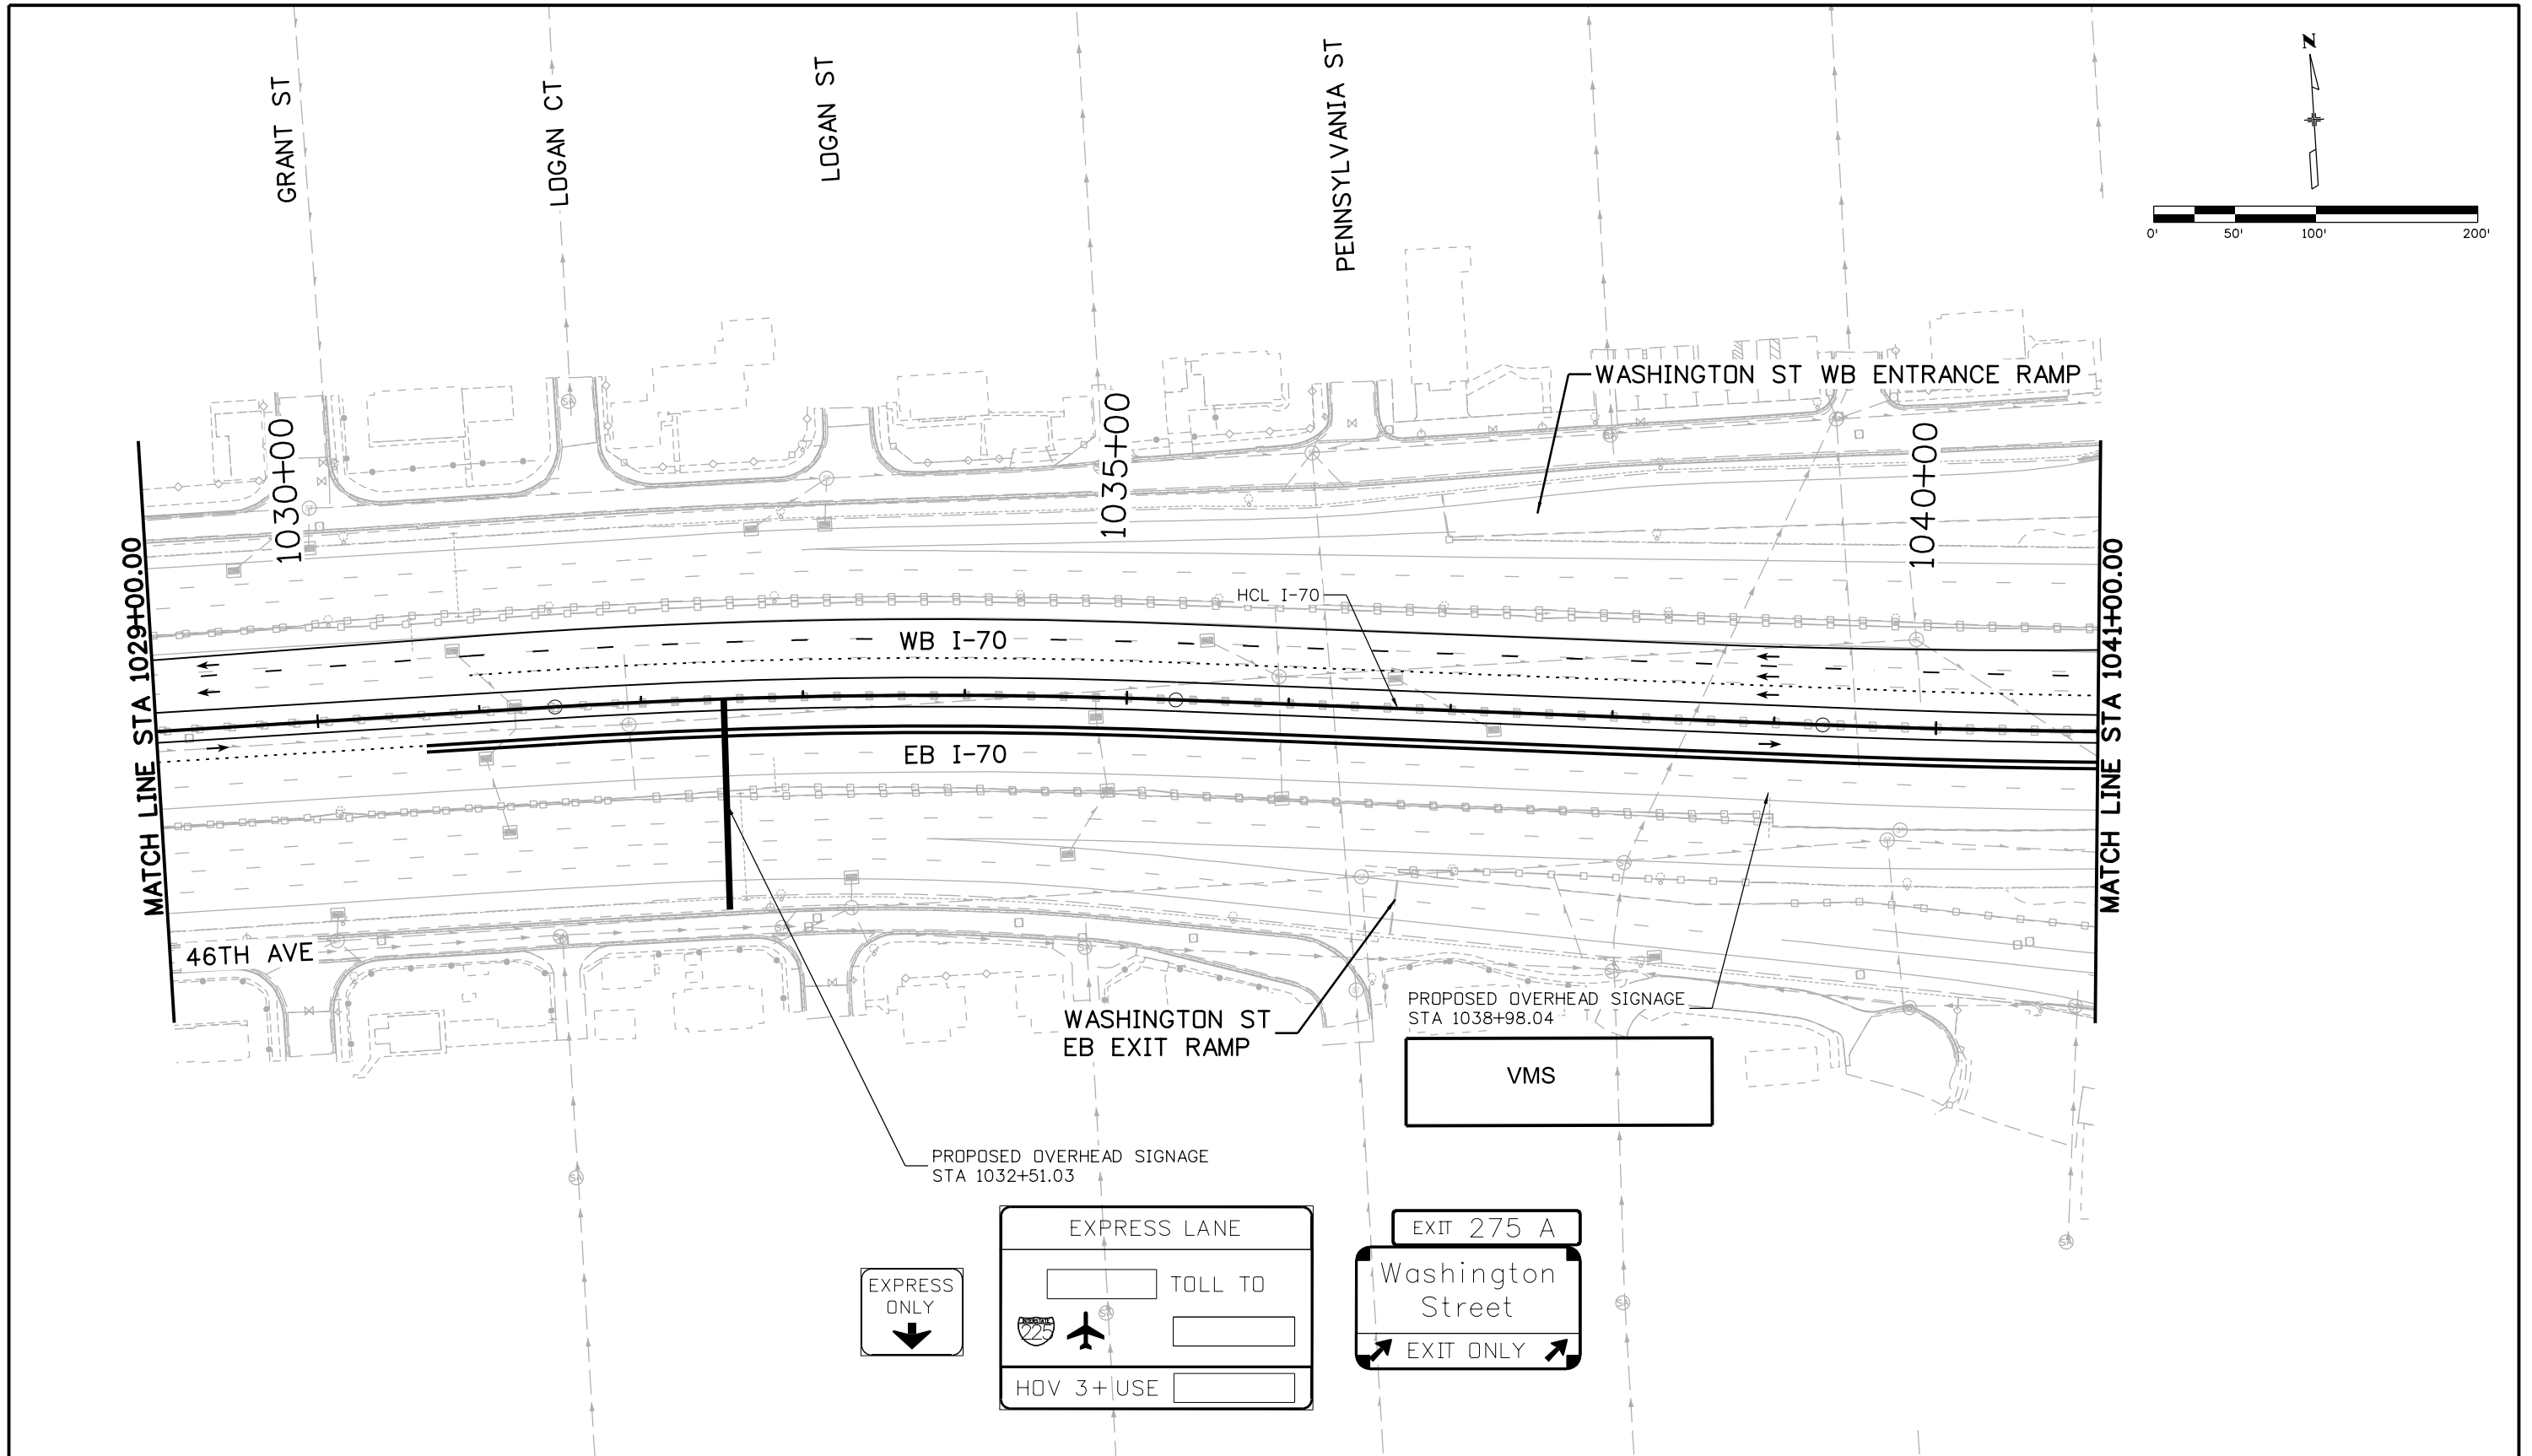 GRANT ST
LOGAN CT
LOGAN ST
PENNSYLVANIA ST
N
0' 50' 100' 200'
WASHINGTON ST WB ENTRANCE RAMP
1030+00
1035+00
1040+00
MATCH LINE STA 1029+00.00
MATCH LINE STA 1041+00.00
HCL I-70
WB I-70
EB I-70
46TH AVE
WASHINGTON ST
EB EXIT RAMP
PROPOSED OVERHEAD SIGNAGE
STA 1038+98.04
VMS
PROPOSED OVERHEAD SIGNAGE
STA 1032+51.03
EXPRESS
ONLY
EXPRESS LANE
TOLL TO
INTERSTATE
225
HOV 3+ USE
EXIT 275 A
Washington
Street
EXIT ONLY